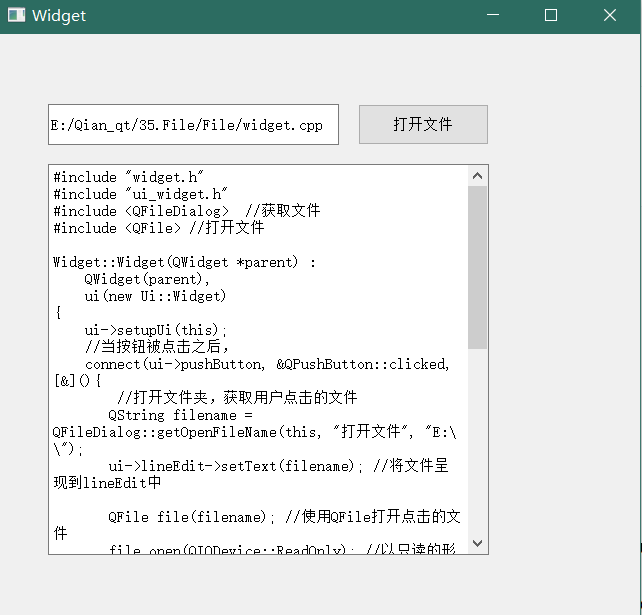 Widget
E:/Qian_qt/35.File/File/widget.cpp 打开文件
#include "widget.h"
#include "ui_widget.h"
#include <QFileDialog>  //获取文件
#include <QFile> //打开文件
Widget::Widget(QWidget *parent) :
    QWidget(parent),
    ui(new Ui::Widget)
{
    ui->setupUi(this);
    //当按钮被点击之后,
    connect(ui->pushButton, &QPushButton::clicked,
[&](){
        //打开文件夹，获取用户点击的文件
       QString filename =
QFileDialog::getOpenFileName(this, "打开文件", "E:\
\");
       ui->lineEdit->setText(filename); //将文件呈
现到lineEdit中
       QFile file(filename); //使用QFile打开点击的文
件
       file.open(QIODevice::ReadOnly); //以只读的形